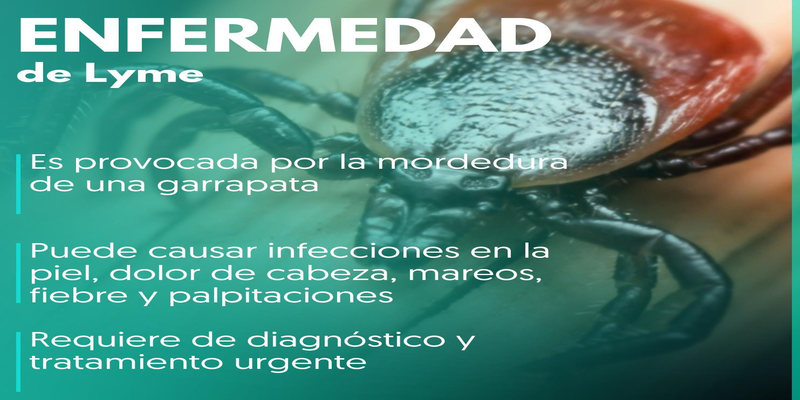 ENFERMEDAD
de Lyme
Es provocada por la mordedura
de una garrapata
Puede causar infecciones en la
piel, dolor de cabeza, mareos,
fiebre y palpitaciones
Requiere de diagnóstico y
tratamiento urgente